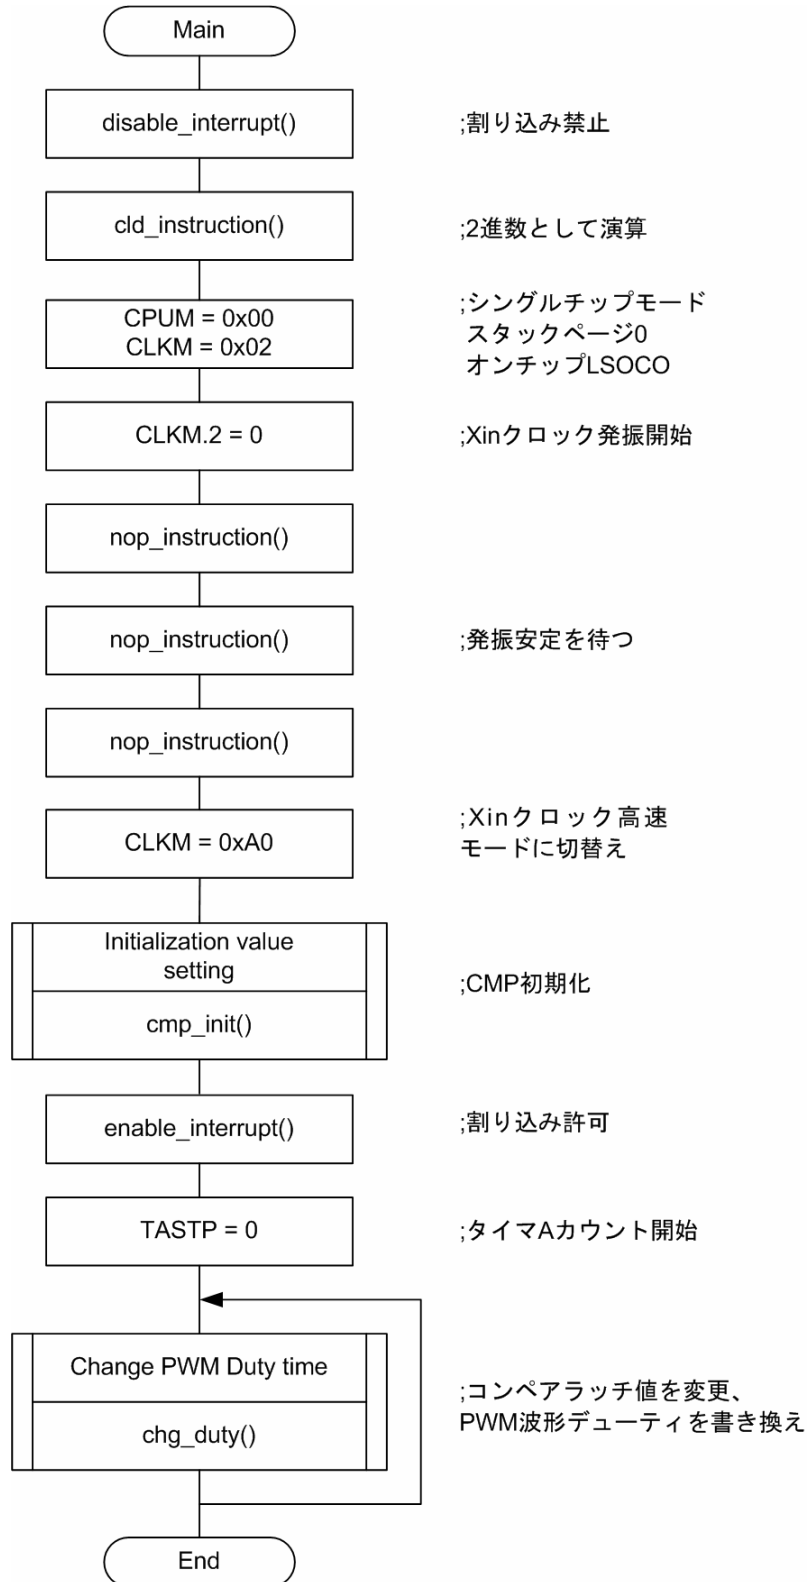 Main
disable_interrupt()
;割り込み禁止
cld_instruction()
;2進数として演算
CPUM = 0x00
CLKM = 0x02
;シングルチップモード
スタックページ0
オンチップLSOCO
CLKM.2 = 0
;Xinクロック発振開始
nop_instruction()
nop_instruction()
;発振安定を待つ
nop_instruction()
CLKM = 0xA0
;Xinクロック高速
モードに切替え
Initialization value
setting
cmp_init()
;CMP初期化
enable_interrupt()
;割り込み許可
TASTP = 0
;タイマAカウント開始
Change PWM Duty time
chg_duty()
;コンペアラッチ値を変更、
PWM波形デューティを書き換え
End